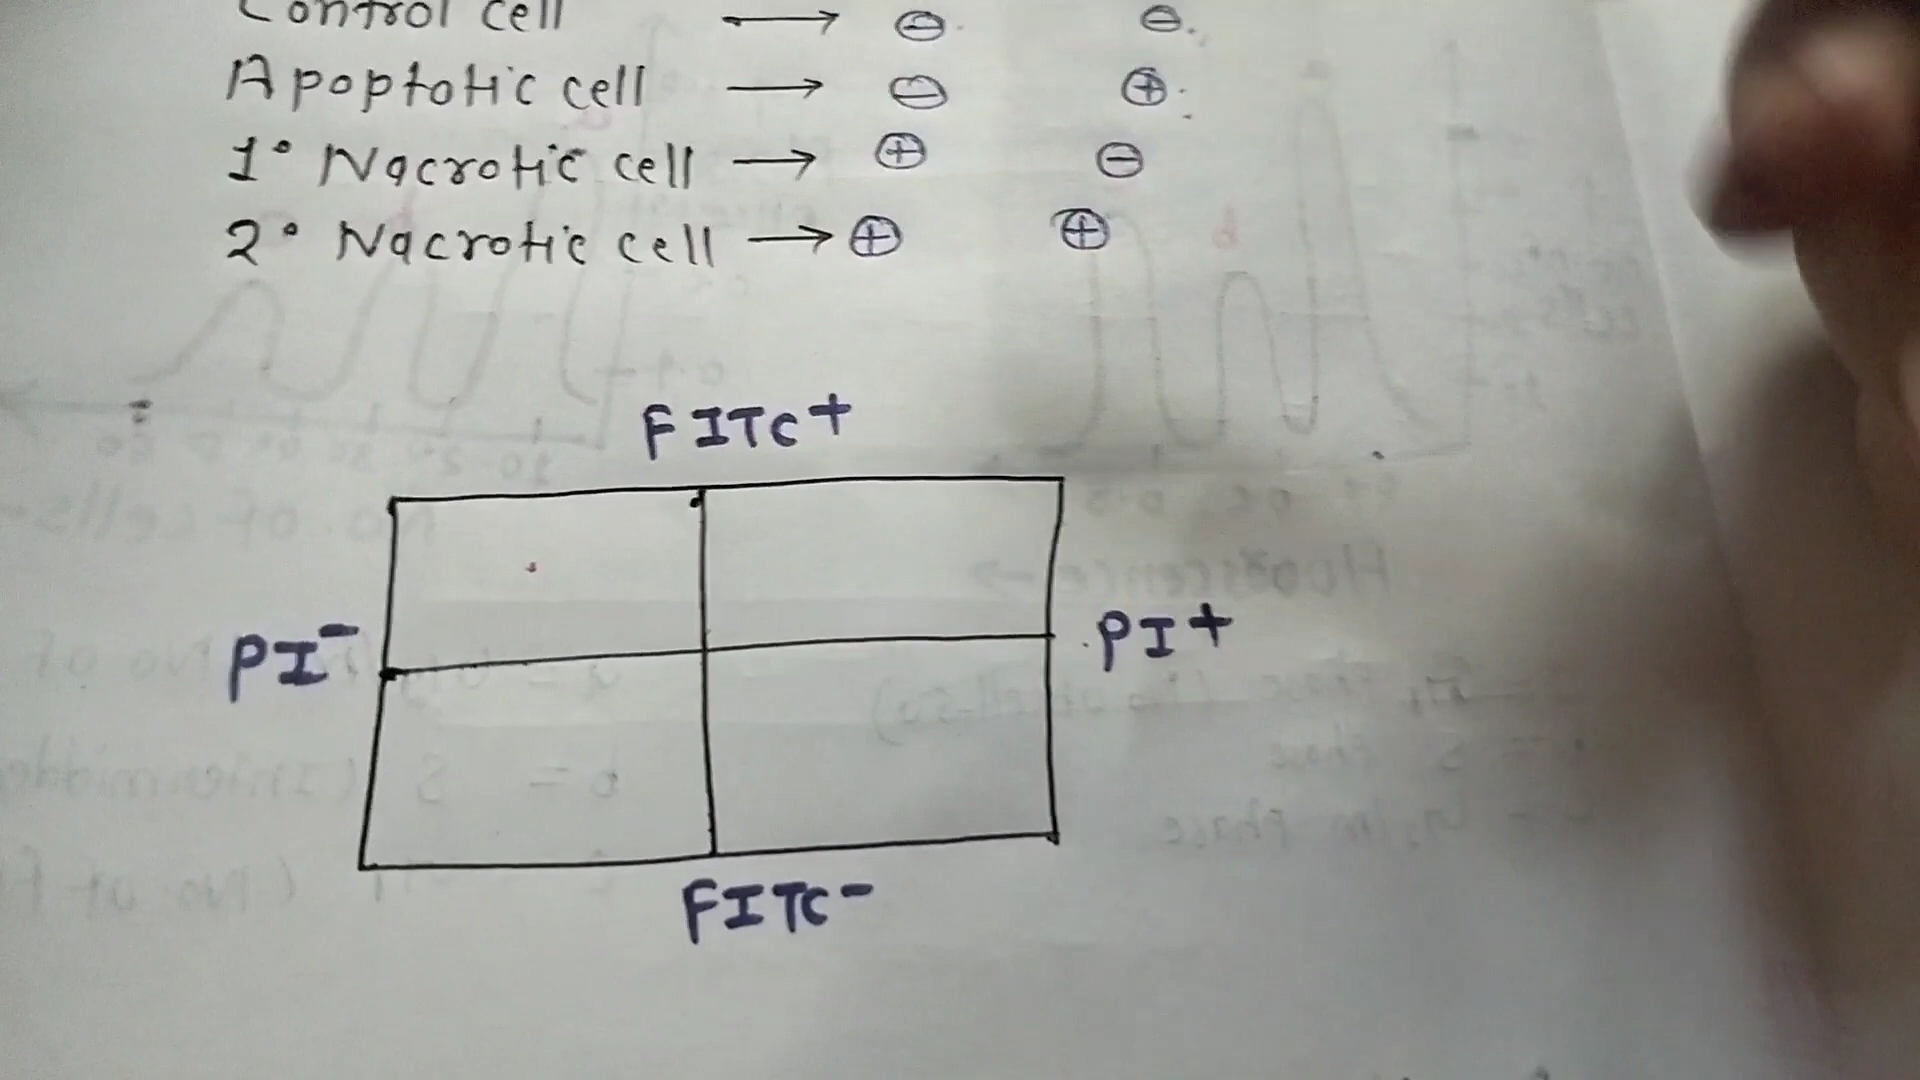 Control cell → ⊖ ⊖
Apoptotic cell → ⊖ ⊕
1° Nacrotic cell → ⊕ ⊖
2° Nacrotic cell → ⊕ ⊕
FITC+
PI- PI+
FITC-